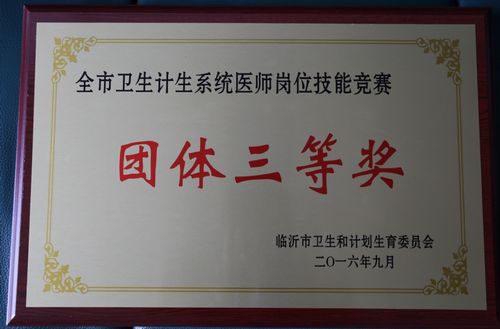 全市卫生计生系统医师岗位技能竞赛
团体三等奖
临沂市卫生和计划生育委员会
二〇一六年九月